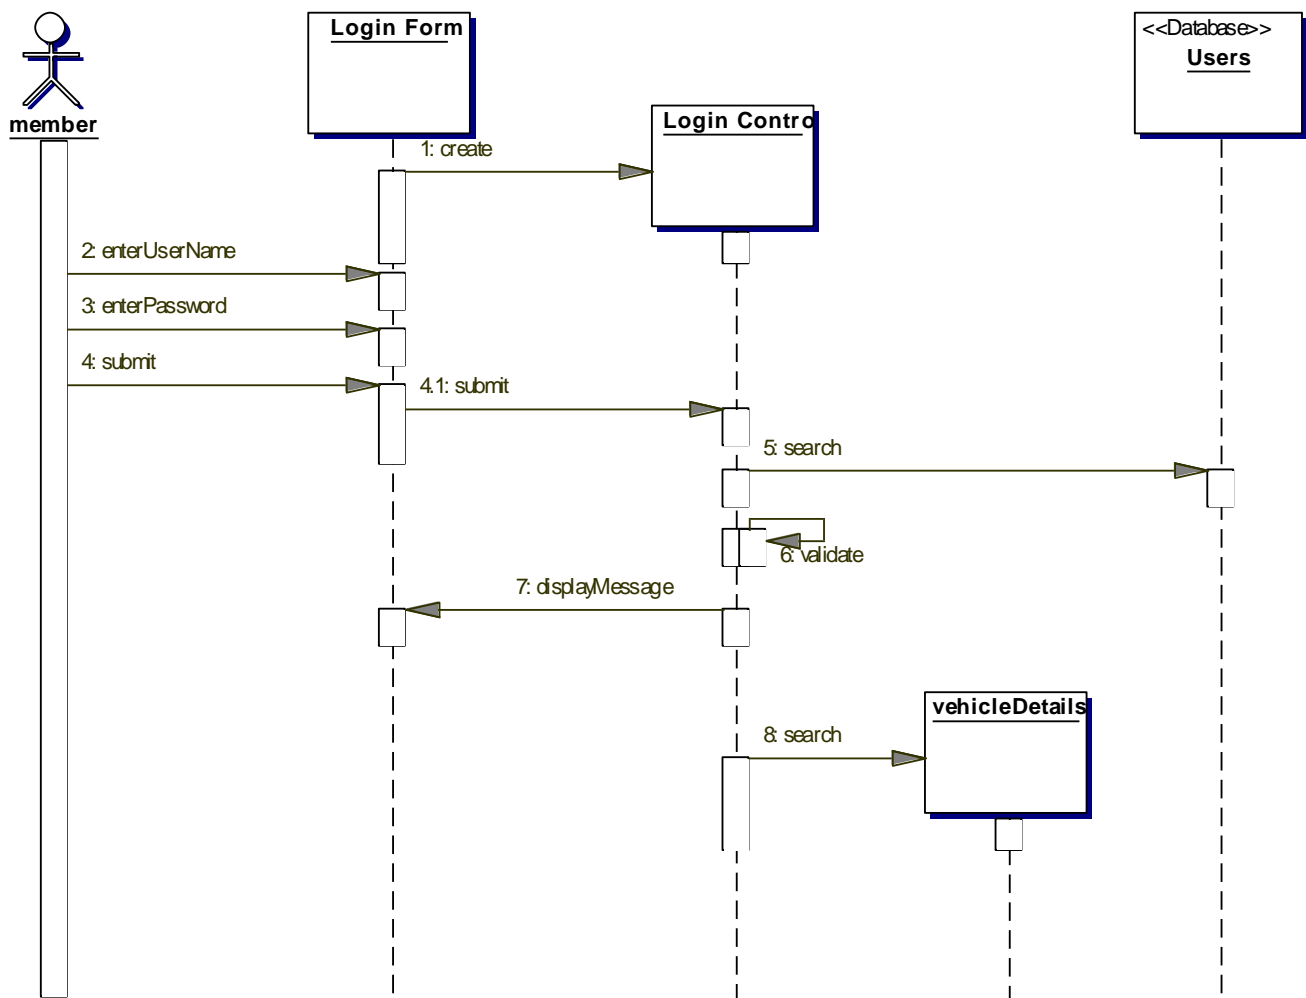 Login Form
<<Database>>
Users
member
Login Contro
1: create
2: enterUserName
3: enterPassword
4: submit
4.1: submit
5: search
6: validate
7: displayMessage
vehicleDetails
8: search